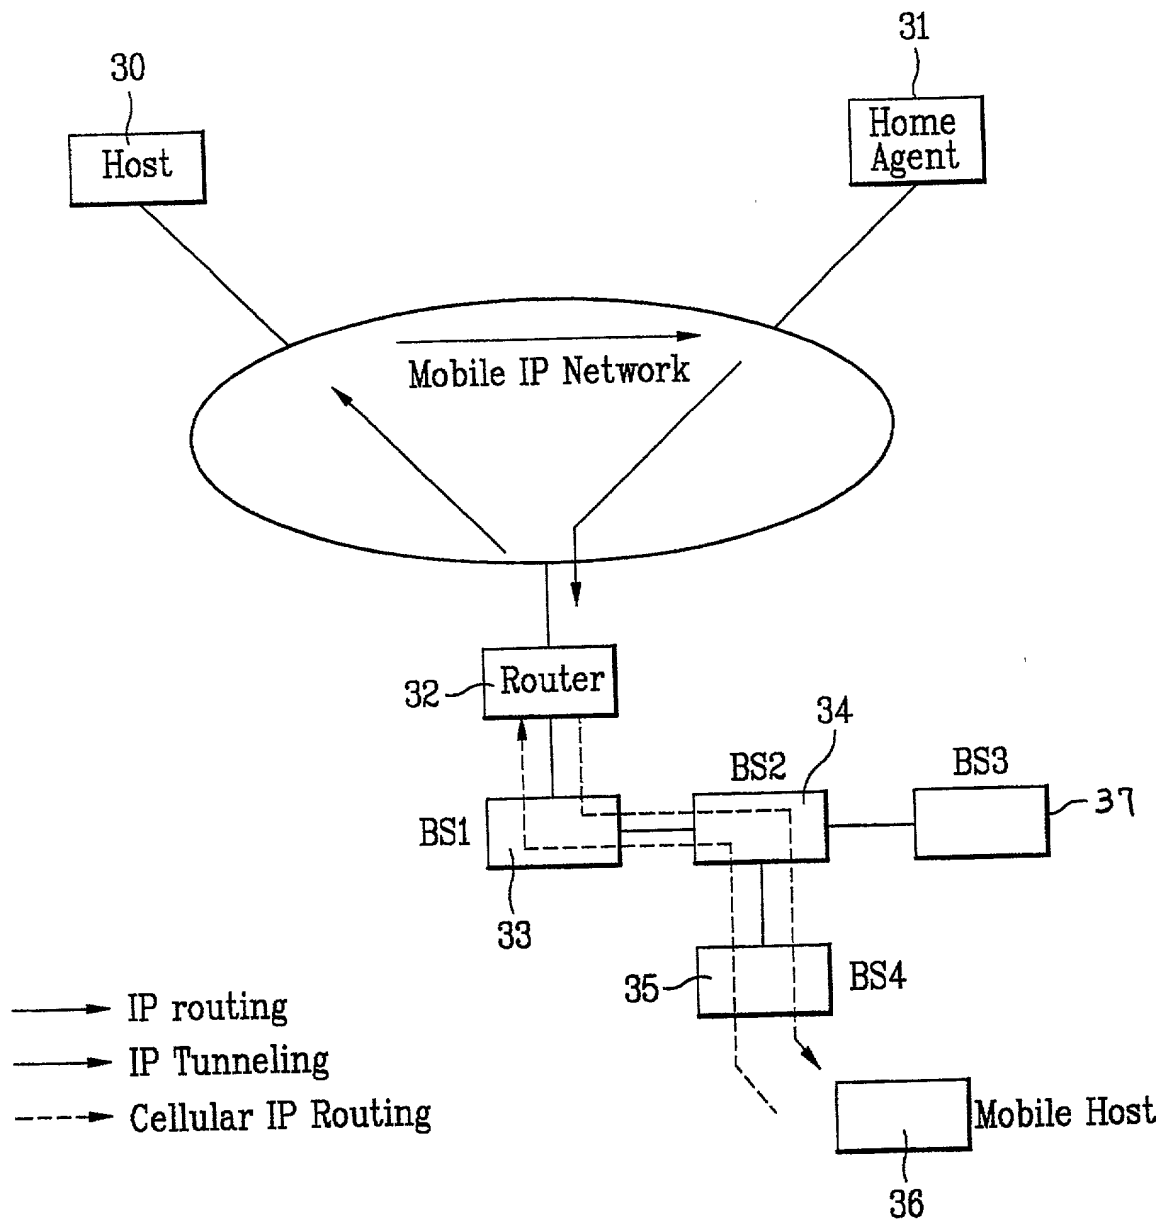 31
30
Home
Agent
Host
Mobile IP Network
Router
32
34
BS2
BS3
37
BS1
33
35
BS4
IP routing
IP Tunneling
Cellular IP Routing
Mobile Host
36